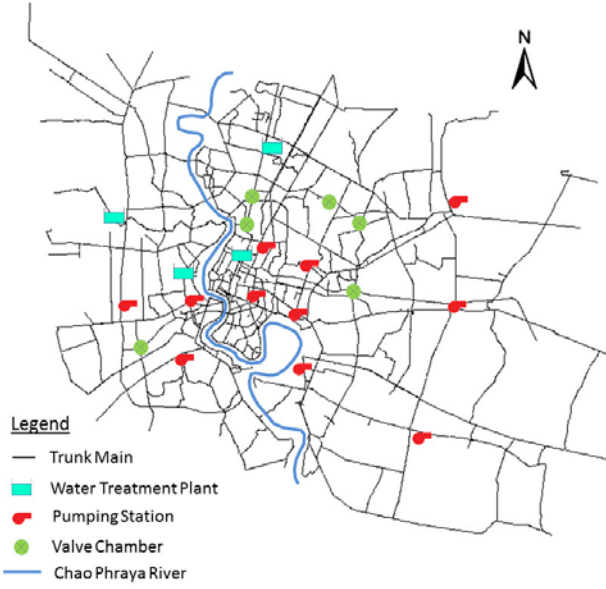 N
Legend
Trunk Main
Water Treatment Plant
Pumping Station
Valve Chamber
Chao Phraya River